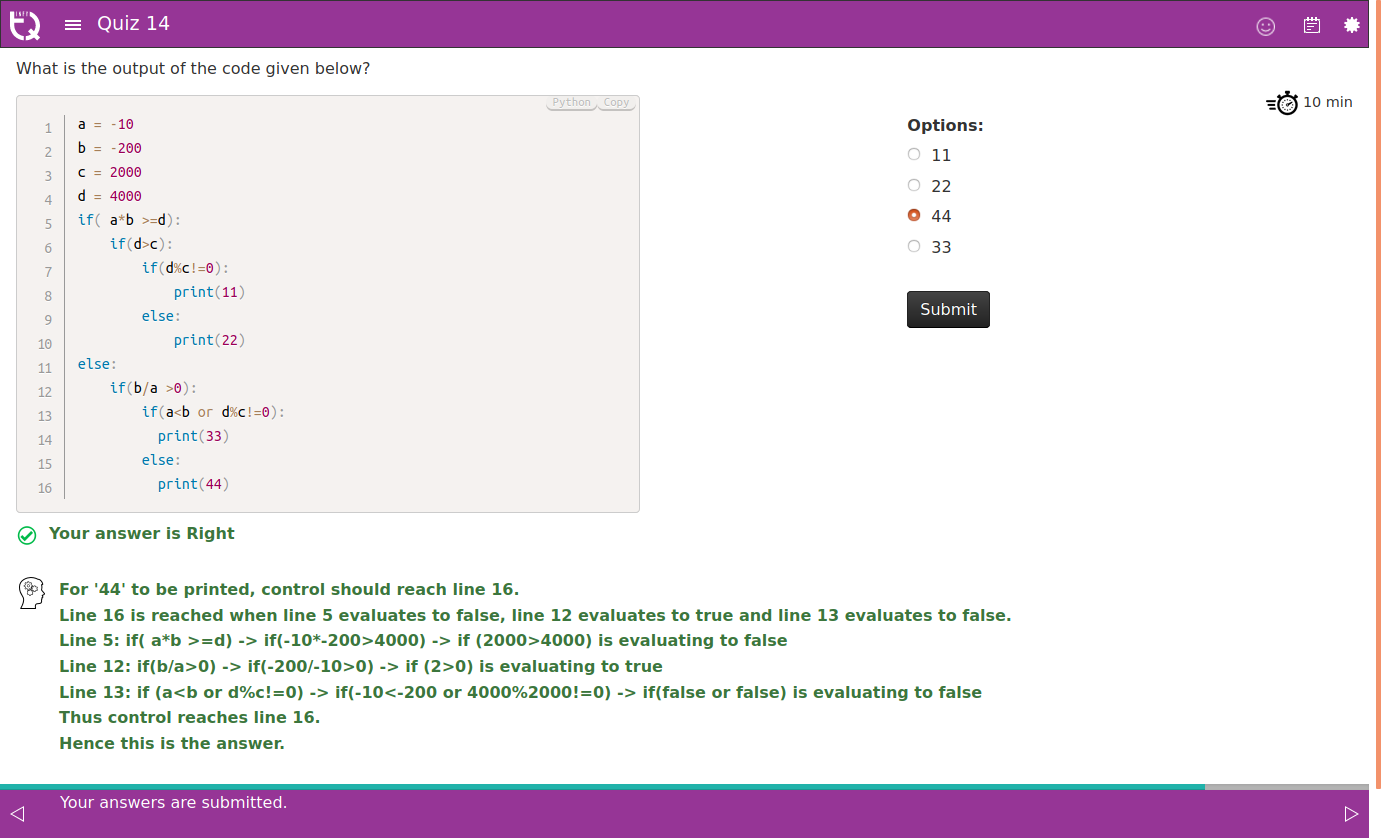 INFY
TQ
Quiz 14
What is the output of the code given below?
10 min
Python Copy
1 a = -10
2 b = -200
3 c = 2000
4 d = 4000
5 if( a*b >=d):
6     if(d>c):
7         if(d%c!=0):
8             print(11)
9         else:
10             print(22)
11 else:
12     if(b/a >0):
13         if(a<b or d%c!=0):
14           print(33)
15         else:
16           print(44)
Options:
11
22
44
33
Submit
Your answer is Right
For '44' to be printed, control should reach line 16.
Line 16 is reached when line 5 evaluates to false, line 12 evaluates to true and line 13 evaluates to false.
Line 5: if( a*b >=d) -> if(-10*-200>4000) -> if (2000>4000) is evaluating to false
Line 12: if(b/a>0) -> if(-200/-10>0) -> if (2>0) is evaluating to true
Line 13: if (a<b or d%c!=0) -> if(-10<-200 or 4000%2000!=0) -> if(false or false) is evaluating to false
Thus control reaches line 16.
Hence this is the answer.
Your answers are submitted.